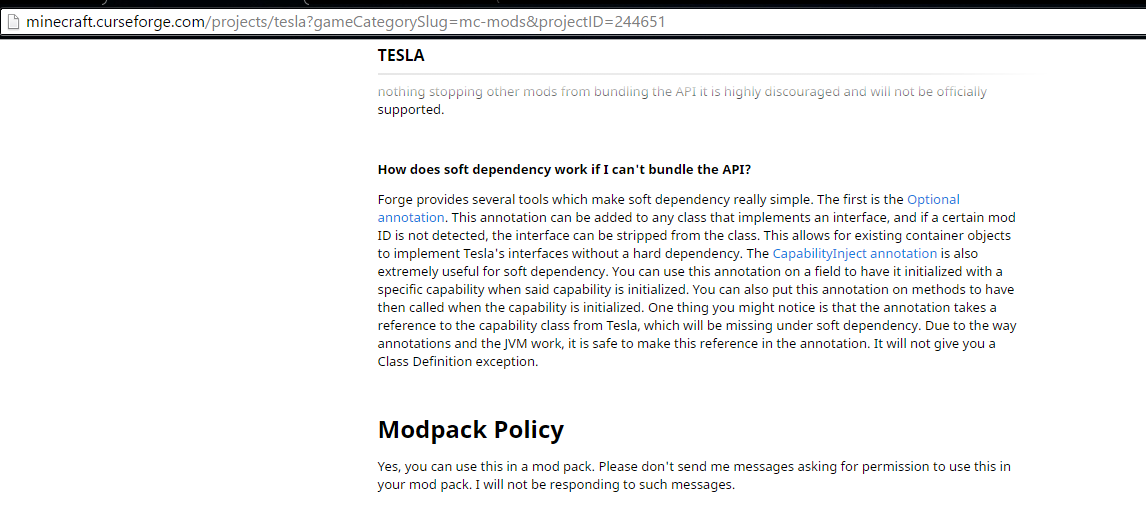 minecraft.curseforge.com/projects/tesla?gameCategorySlug=mc-mods&projectID=244651
TESLA
nothing stopping other mods from bundling the API it is highly discouraged and will not be officially
supported.
How does soft dependency work if I can't bundle the API?
Forge provides several tools which make soft dependency really simple. The first is the Optional
annotation. This annotation can be added to any class that implements an interface, and if a certain mod
ID is not detected, the interface can be stripped from the class. This allows for existing container objects
to implement Tesla's interfaces without a hard dependency. The CapabilityInject annotation is also
extremely useful for soft dependency. You can use this annotation on a field to have it initialized with a
specific capability when said capability is initialized. You can also put this annotation on methods to have
then called when the capability is initialized. One thing you might notice is that the annotation takes a
reference to the capability class from Tesla, which will be missing under soft dependency. Due to the way
annotations and the JVM work, it is safe to make this reference in the annotation. It will not give you a
Class Definition exception.
Modpack Policy
Yes, you can use this in a mod pack. Please don't send me messages asking for permission to use this in
your mod pack. I will not be responding to such messages.